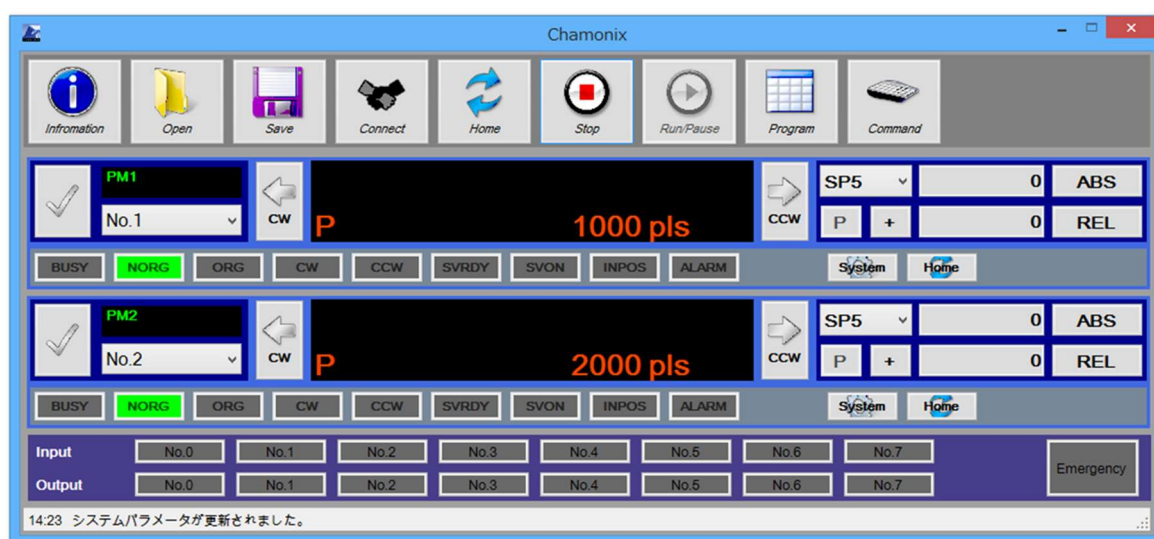 Chamonix
Infromation Open Save Connect Home Stop Run/Pause Program Command
PM1
No.1
CW
P 1000 pls
CCW
SP5 0 ABS
P + 0 REL
BUSY NORG ORG CW CCW SVRDY SVON INPOS ALARM System Home
PM2
No.2
CW
P 2000 pls
CCW
SP5 0 ABS
P + 0 REL
BUSY NORG ORG CW CCW SVRDY SVON INPOS ALARM System Home
Input No.0 No.1 No.2 No.3 No.4 No.5 No.6 No.7
Output No.0 No.1 No.2 No.3 No.4 No.5 No.6 No.7
Emergency
14:23 システムパラメータが更新されました。